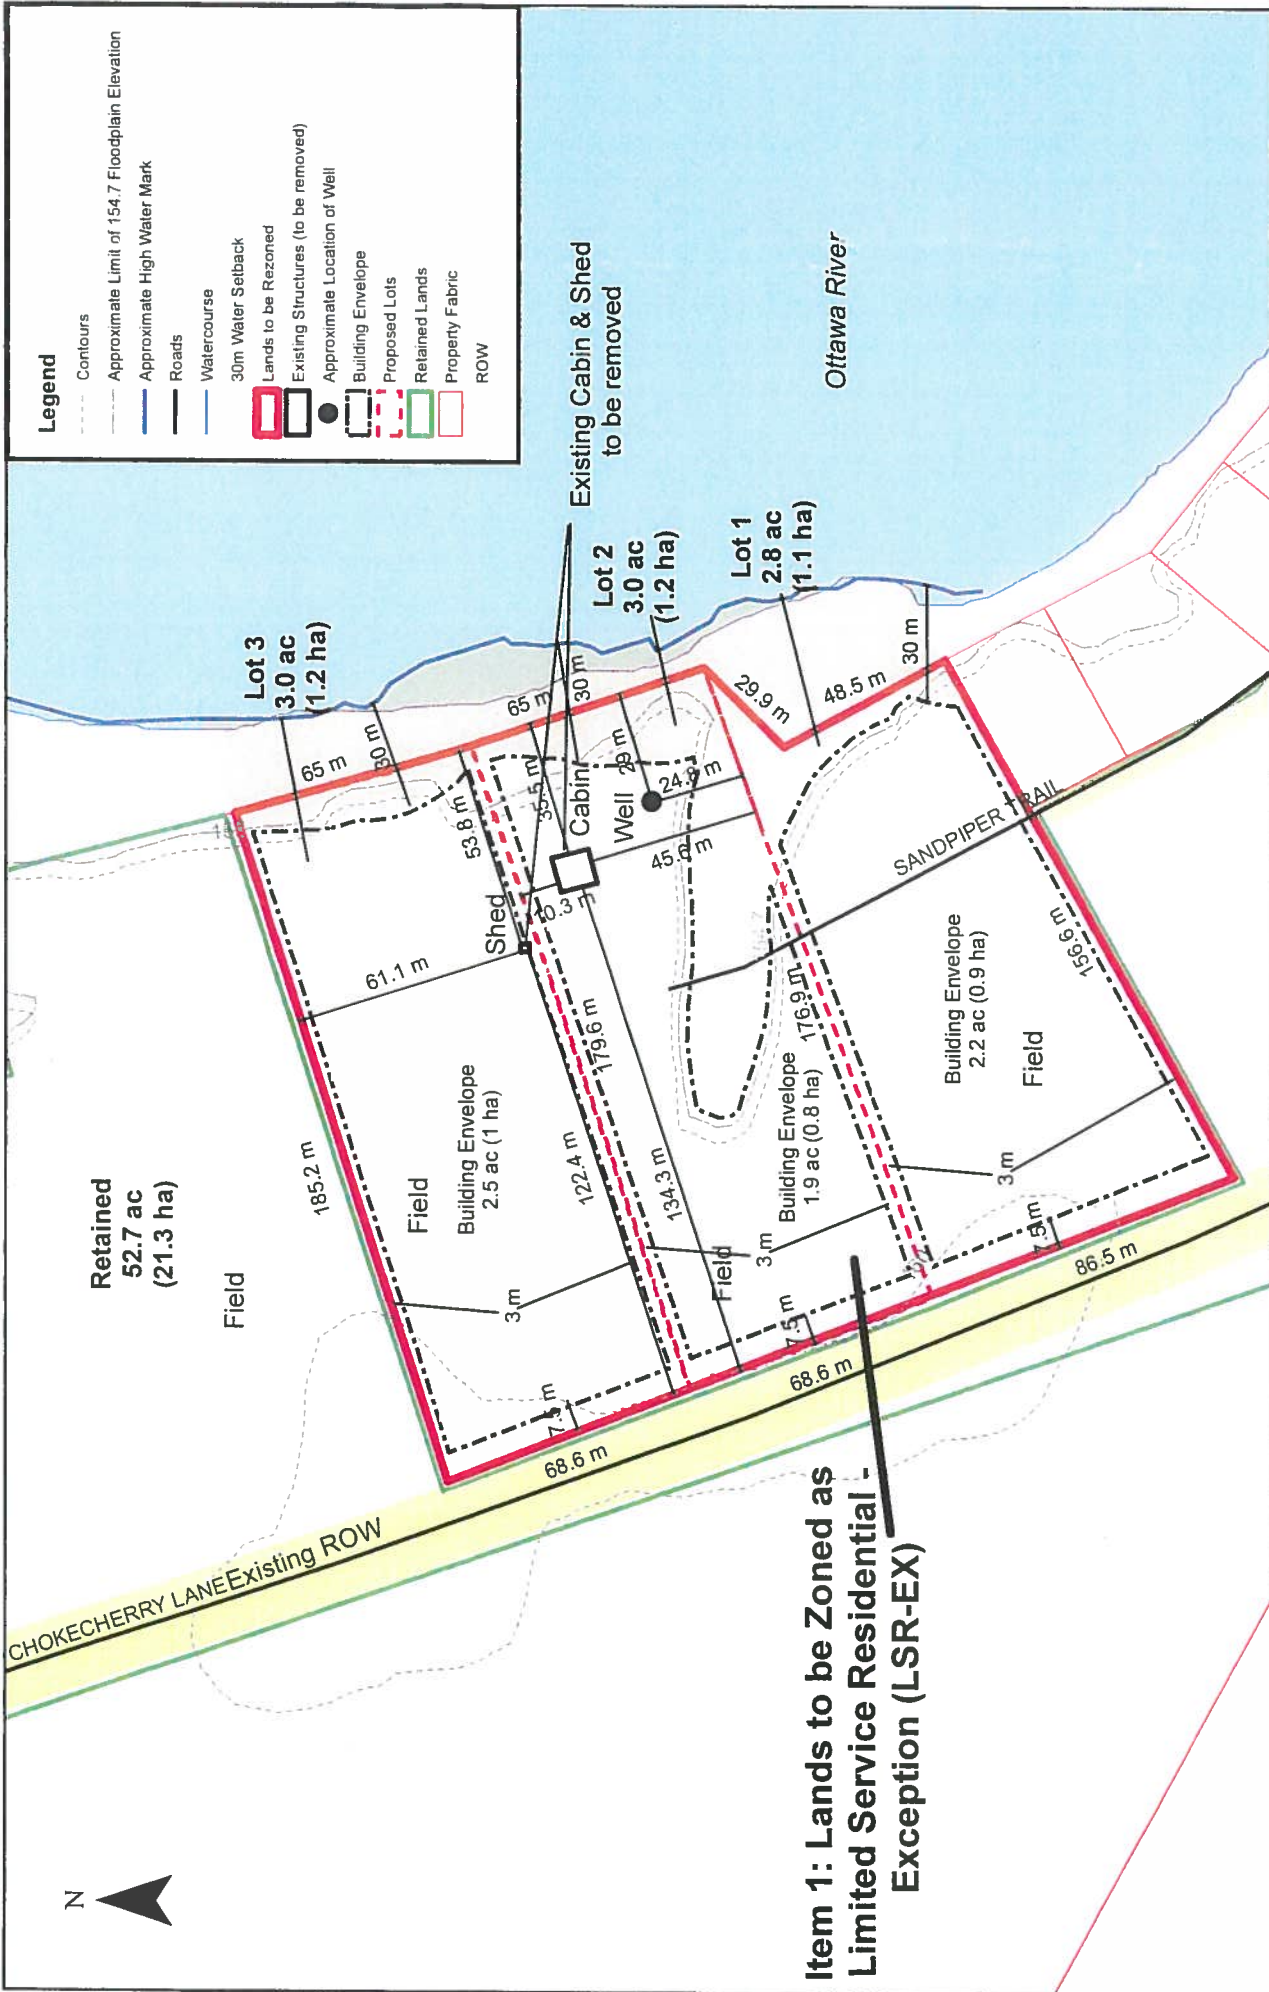 Legend
Contours
Approximate Limit of 154.7 Floodplain Elevation
Approximate High Water Mark
Roads
Watercourse
30m Water Setback
Lands to be Rezoned
Existing Structures (to be removed)
Approximate Location of Well
Building Envelope
Proposed Lots
Retained Lands
Property Fabric
ROW
N
Retained
52.7 ac
(21.3 ha)
Field
CHOKECHERRY LANE
Existing ROW
Lot 3
3.0 ac
(1.2 ha)
65 m
30 m
185.2 m
61.1 m
53.8 m
Shed
Field
Building Envelope
2.5 ac (1 ha)
122.4 m
179.6 m
3 m
7.5 m
68.6 m
Existing Cabin & Shed
to be removed
Lot 2
3.0 ac
(1.2 ha)
65 m
30 m
35.5 m
Cabin
Well
29 m
24.8 m
45.6 m
10.3 m
134.3 m
Building Envelope
1.9 ac (0.8 ha)
176.9 m
Field
3 m
7.5 m
68.6 m
Ottawa River
Lot 1
2.8 ac
(1.1 ha)
29.9 m
48.5 m
30 m
SANDPIPER TRAIL
Building Envelope
2.2 ac (0.9 ha)
Field
156.6 m
3 m
7.5 m
86.5 m
Item 1: Lands to be Zoned as
Limited Service Residential -
Exception (LSR-EX)